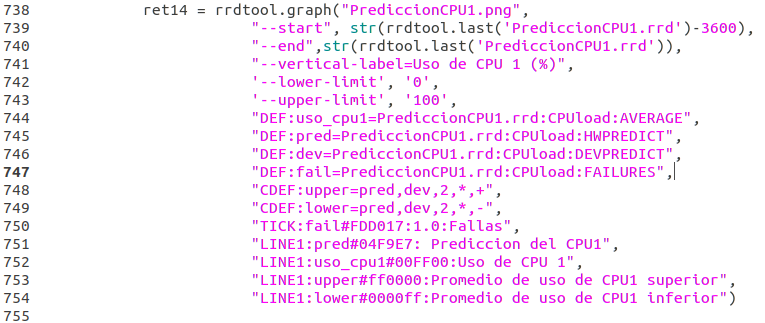 738 ret14 = rrdtool.graph("PrediccionCPU1.png",
739 "--start", str(rrdtool.last('PrediccionCPU1.rrd')-3600),
740 "--end",str(rrdtool.last('PrediccionCPU1.rrd')),
741 "--vertical-label=Uso de CPU 1 (%)",
742 '--lower-limit', '0',
743 '--upper-limit', '100',
744 "DEF:uso_cpu1=PrediccionCPU1.rrd:CPUload:AVERAGE",
745 "DEF:pred=PrediccionCPU1.rrd:CPUload:HWPREDICT",
746 "DEF:dev=PrediccionCPU1.rrd:CPUload:DEVPREDICT",
747 "DEF:fail=PrediccionCPU1.rrd:CPUload:FAILURES",
748 "CDEF:upper=pred,dev,2,*,+",
749 "CDEF:lower=pred,dev,2,*,-",
750 "TICK:fail#FDD017:1.0:Fallas",
751 "LINE1:pred#04F9E7: Prediccion del CPU1",
752 "LINE1:uso_cpu1#00FF00:Uso de CPU 1",
753 "LINE1:upper#ff0000:Promedio de uso de CPU1 superior",
754 "LINE1:lower#0000ff:Promedio de uso de CPU1 inferior")
755